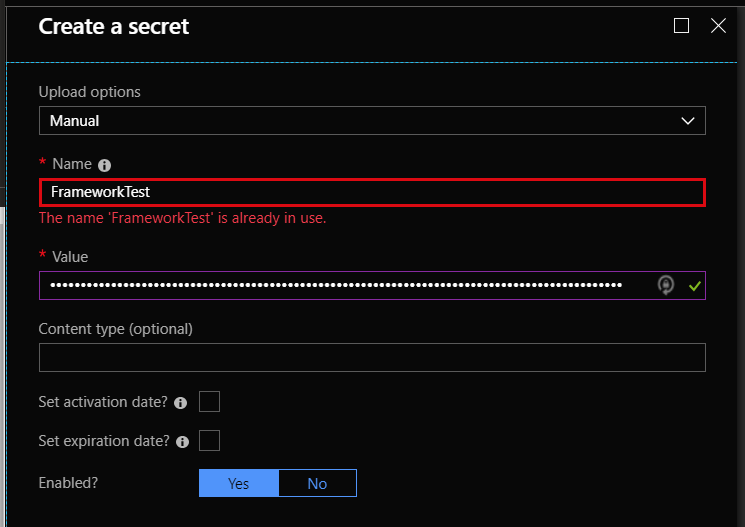 Create a secret
Upload options
Manual
* Name
FrameworkTest
The name 'FrameworkTest' is already in use.
* Value
Content type (optional)
Set activation date?
Set expiration date?
Enabled? Yes No